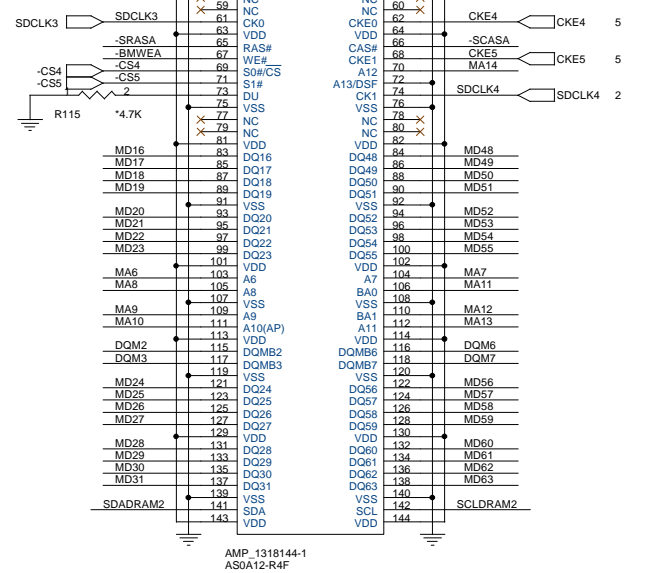 NC 59 60 NC
SDCLK3 SDCLK3 61 CK0 CKE0 62 CKE4 CKE4 5
63 VDD VDD 64
-SRASA 65 RAS# CAS# 66 -SCASA
-BMWEA 67 WE# CKE1 68 CKE5 CKE5 5
-CS4 -CS4 69 S0#/CS A12 70 MA14
-CS5 -CS5 71 S1# A13/DSF 72
2 73 DU CK1 74 SDCLK4 SDCLK4 2
75 VSS VSS 76
R115 *4.7K 77 NC NC 78
79 NC NC 80
81 VDD VDD 82
MD16 83 DQ16 DQ48 84 MD48
MD17 85 DQ17 DQ49 86 MD49
MD18 87 DQ18 DQ50 88 MD50
MD19 89 DQ19 DQ51 90 MD51
91 VSS VSS 92
MD20 93 DQ20 DQ52 94 MD52
MD21 95 DQ21 DQ53 96 MD53
MD22 97 DQ22 DQ54 98 MD54
MD23 99 DQ23 DQ55 100 MD55
101 VDD VDD 102
MA6 103 A6 A7 104 MA7
MA8 105 A8 BA0 106 MA11
107 VSS VSS 108
MA9 109 A9 BA1 110 MA12
MA10 111 A10(AP) A11 112 MA13
113 VDD VDD 114
DQM2 115 DQMB2 DQMB6 116 DQM6
DQM3 117 DQMB3 DQMB7 118 DQM7
119 VSS VSS 120
MD24 121 DQ24 DQ56 122 MD56
MD25 123 DQ25 DQ57 124 MD57
MD26 125 DQ26 DQ58 126 MD58
MD27 127 DQ27 DQ59 128 MD59
129 VDD VDD 130
MD28 131 DQ28 DQ60 132 MD60
MD29 133 DQ29 DQ61 134 MD61
MD30 135 DQ30 DQ62 136 MD62
MD31 137 DQ31 DQ63 138 MD63
139 VSS VSS 140
SDADRAM2 141 SDA SCL 142 SCLDRAM2
143 VDD VDD 144
AMP_1318144-1
AS0A12-R4F